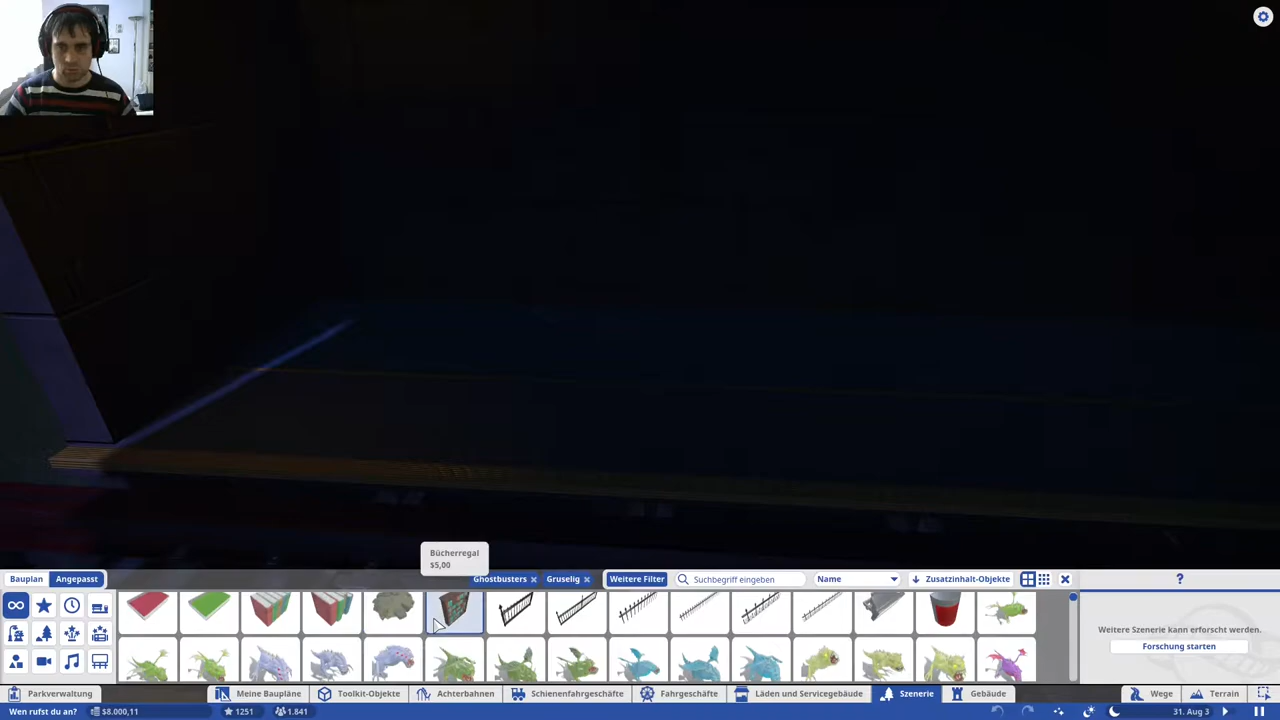 Bücherregal
$5,00
Bauplan
Angepasst
Ghostbusters
Gruselig
Weitere Filter
Suchbegriff eingeben
Name
Zusatzinhalt-Objekte
?
Weitere Szenerie kann erforscht werden.
Forschung starten
Parkverwaltung
Meine Baupläne
Toolkit-Objekte
Achterbahnen
Schienenfahrgeschäfte
Fahrgeschäfte
Läden und Servicegebäude
Szenerie
Gebäude
Wege
Terrain
Wen rufst du an?
$8.000,11
1251
1.841
31. Aug 3